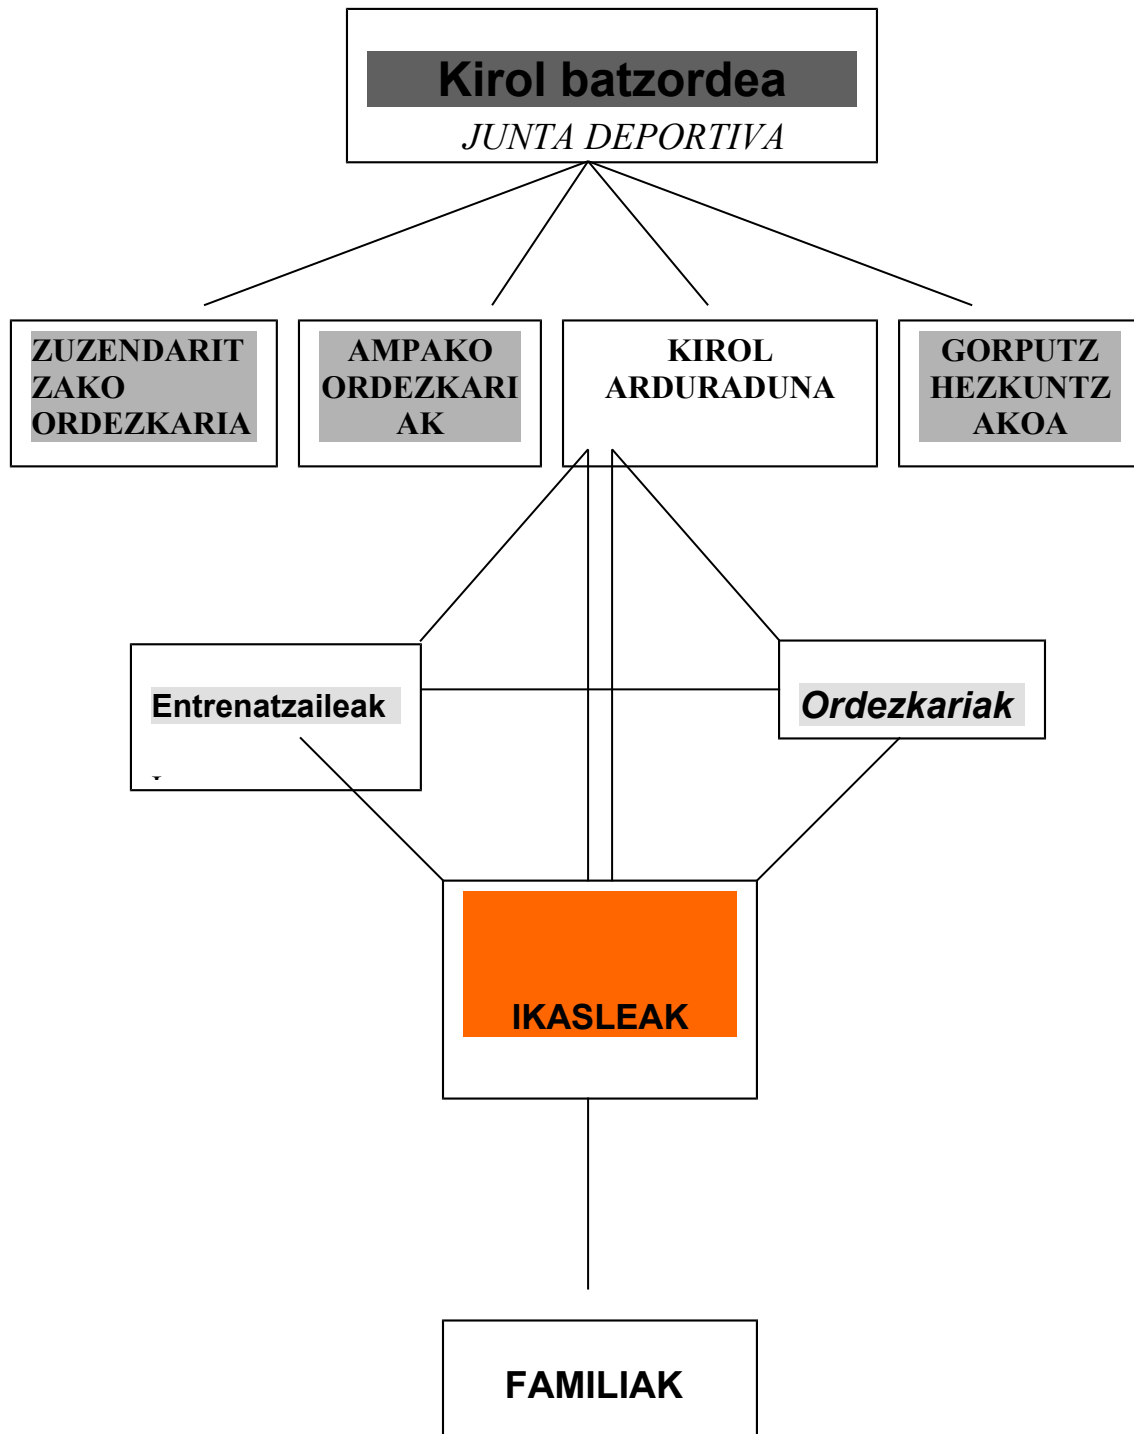 Kirol batzordea
JUNTA DEPORTIVA
ZUZENDARIT
ZAKO
ORDEZKARIA
AMPAKO
ORDEZKARI
AK
KIROL
ARDURADUNA
GORPUTZ
HEZKUNTZ
AKOA
Entrenatzaileak
Ordezkariak
IKASLEAK
FAMILIAK